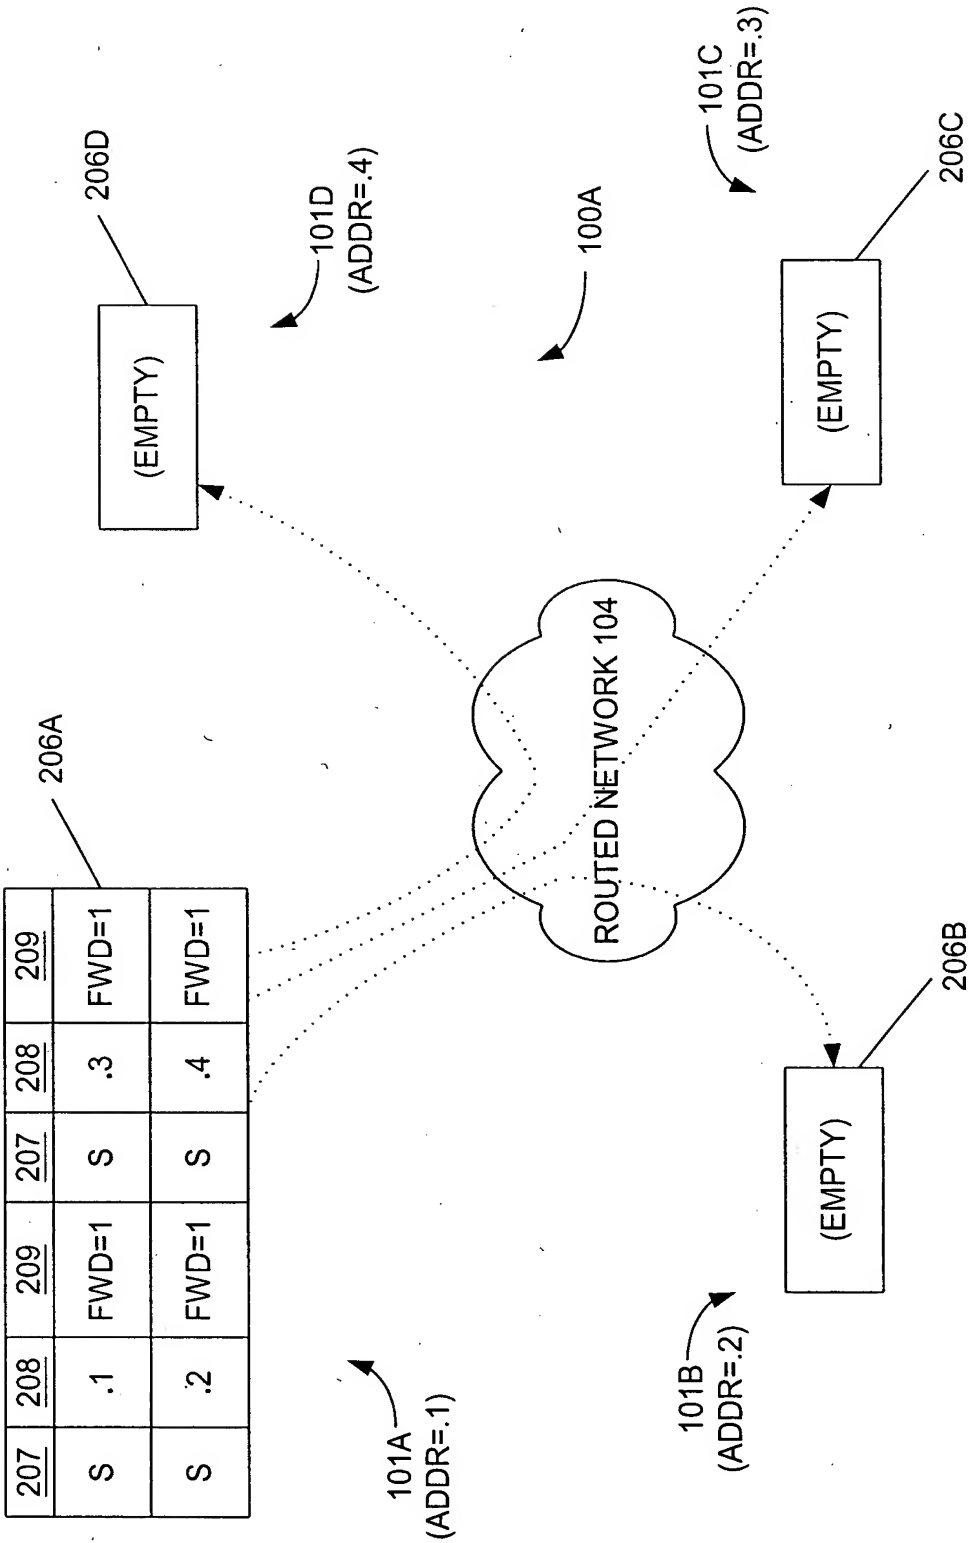 207 208 209 207 208 209
S .1 FWD=1 S .3 FWD=1
S .2 FWD=1 S .4 FWD=1
206A
206D
(EMPTY)
101D
(ADDR=.4)
101A
(ADDR=.1)
100A
ROUTED NETWORK 104
101B
(ADDR=.2)
101C
(ADDR=.3)
(EMPTY)
(EMPTY)
206B
206C